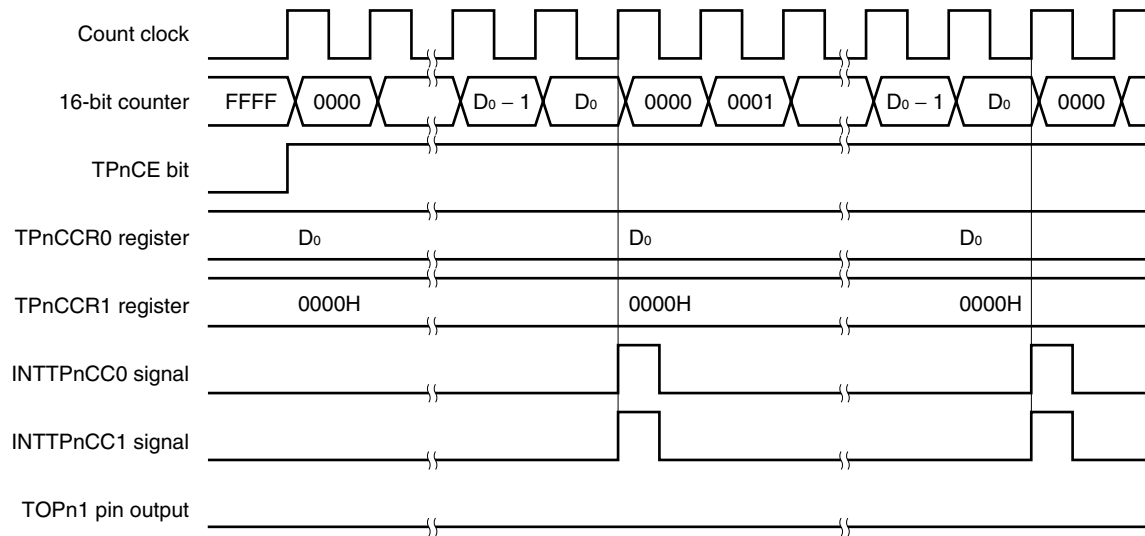 Count clock
16-bit counter FFFF 0000 D₀ − 1 D₀ 0000 0001 D₀ − 1 D₀ 0000
TPnCE bit
TPnCCR0 register D₀ D₀ D₀
TPnCCR1 register 0000H 0000H 0000H
INTTPnCC0 signal
INTTPnCC1 signal
TOPn1 pin output